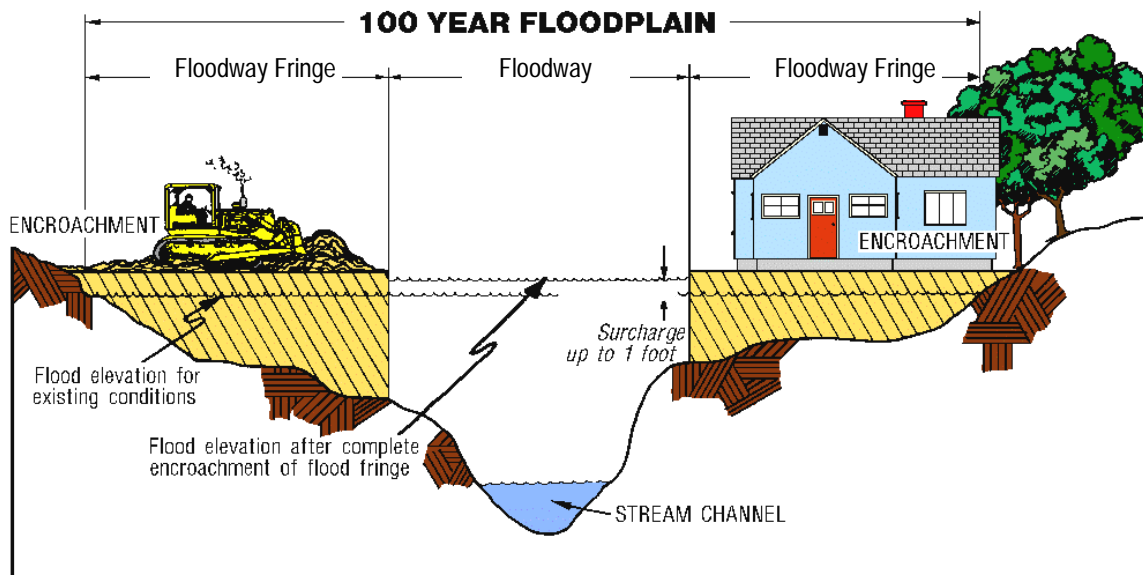 100 YEAR FLOODPLAIN
Floodway Fringe
Floodway
Floodway Fringe
ENCROACHMENT
ENCROACHMENT
Surcharge
up to 1 foot
Flood elevation for
existing conditions
Flood elevation after complete
encroachment of flood fringe
STREAM CHANNEL